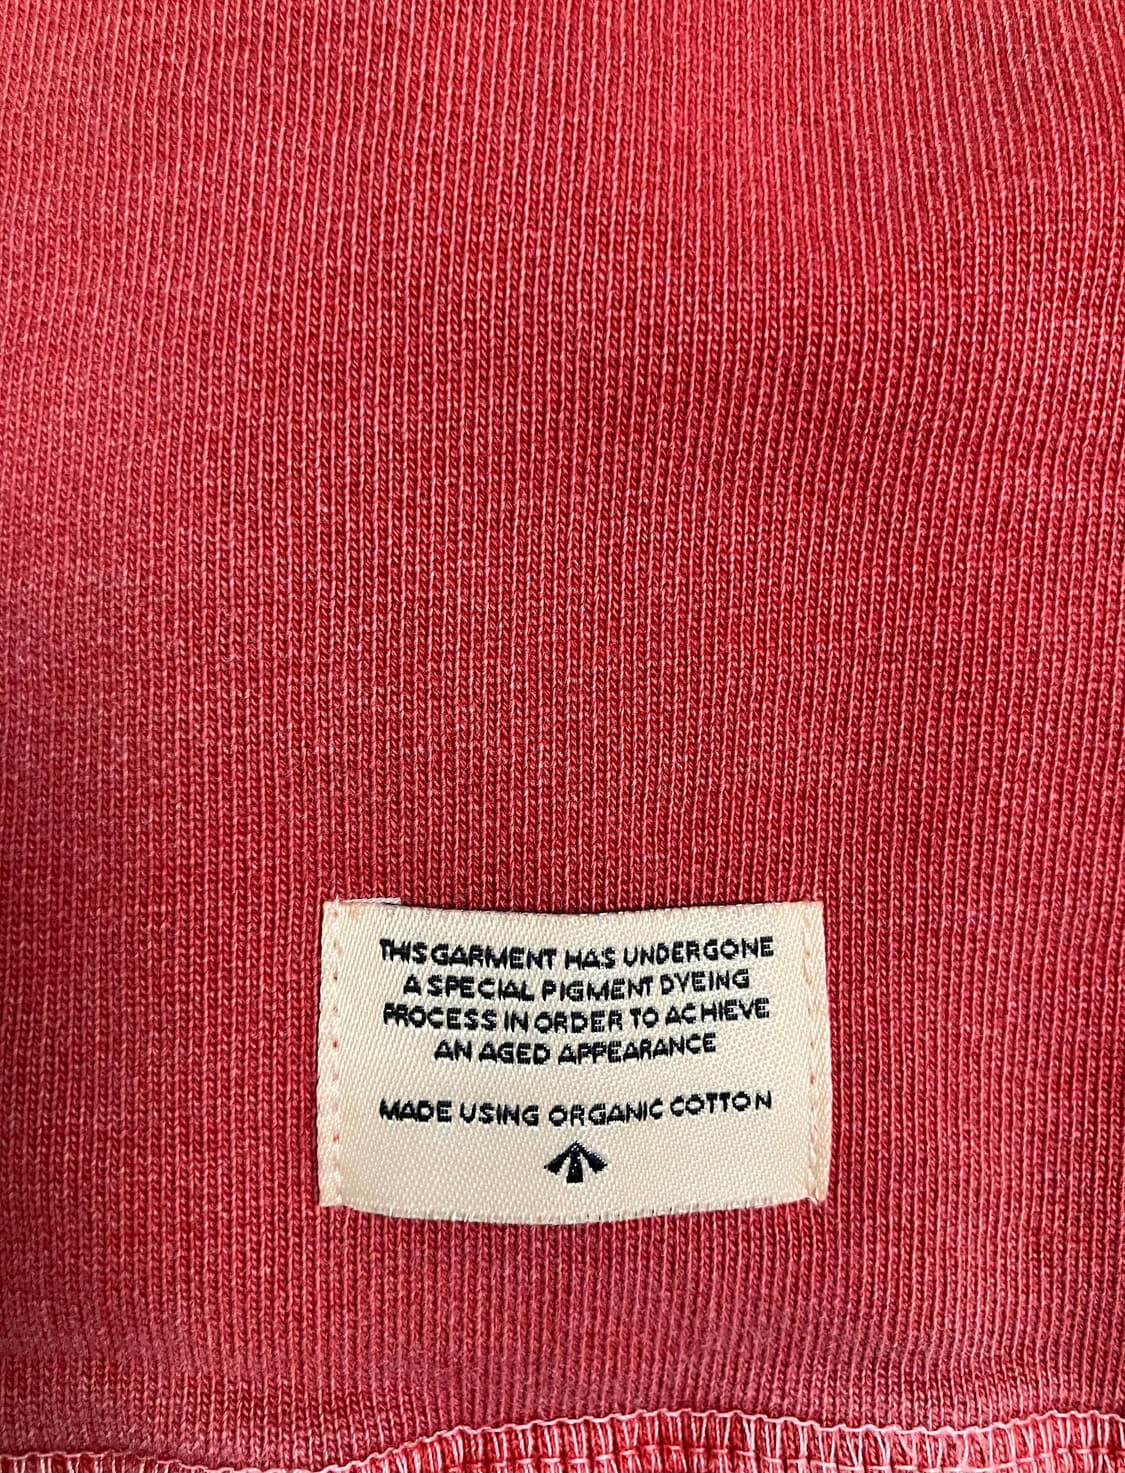 THIS GARMENT HAS UNDERGONE
A SPECIAL PIGMENT DYEING
PROCESS IN ORDER TO ACHIEVE
AN AGED APPEARANCE
MADE USING ORGANIC COTTON